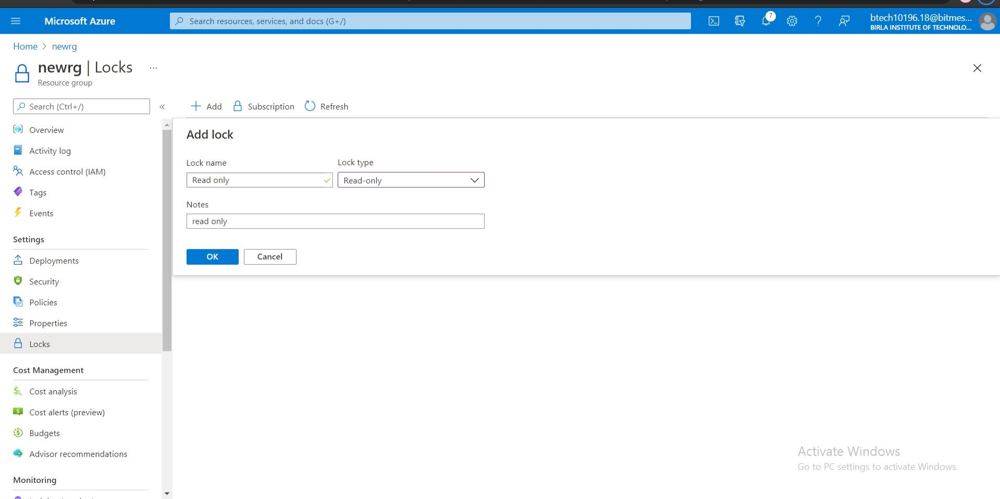 Microsoft Azure
Search resources, services, and docs (G+/)
7
btech10196.18@bitmes...
BIRLA INSTITUTE OF TECHNOLO...
Home > newrg
newrg | Locks ...
Resource group
Search (Ctrl+/)
«
Add
Subscription
Refresh
Overview
Activity log
Access control (IAM)
Tags
Events
Settings
Deployments
Security
Policies
Properties
Locks
Cost Management
Cost analysis
Cost alerts (preview)
Budgets
Advisor recommendations
Monitoring
Add lock
Lock name
Lock type
Read only
Read-only
Notes
read only
OK
Cancel
Activate Windows
Go to PC settings to activate Windows.